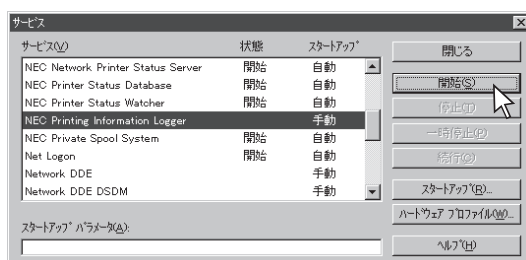 サービス
サービス(V) 状態 スタートアップ
NEC Network Printer Status Server 開始 自動
NEC Printer Status Database 開始 自動
NEC Printer Status Watcher 開始 自動
NEC Printing Information Logger 手動
NEC Private Spool System 開始 自動
Net Logon 自動
Network DDE 手動
Network DDE DSDM 手動
スタートアップ パラメータ(A):
閉じる
開始(S)
停止(T)
一時停止(P)
続行(C)
スタートアップ(R)...
ハードウェア プロファイル(W)...
ヘルプ(H)